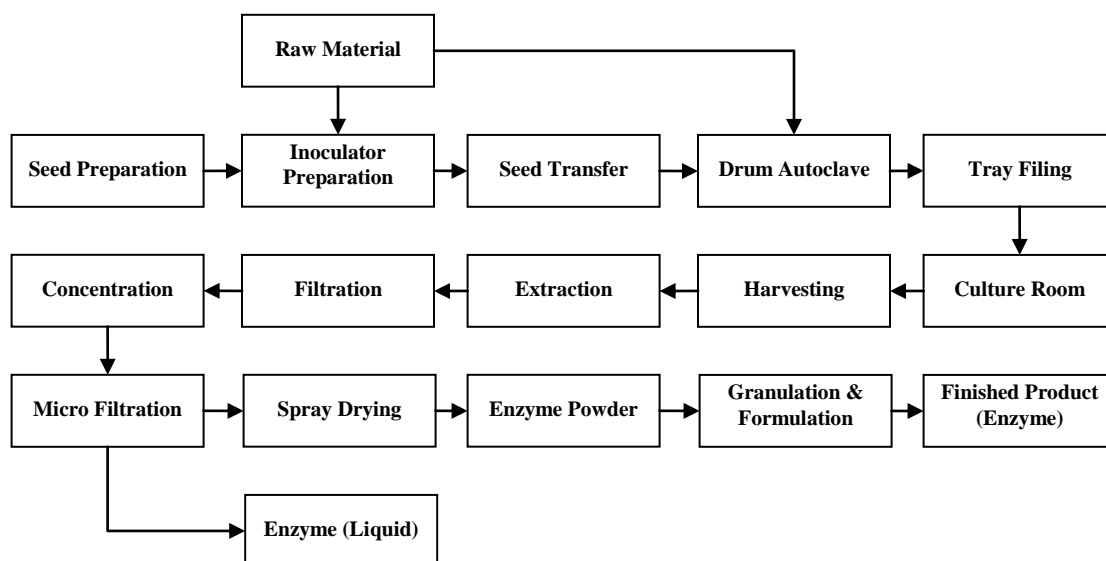 Raw Material
Seed Preparation
Inoculator
Preparation
Seed Transfer
Drum Autoclave
Tray Filing
Concentration
Filtration
Extraction
Harvesting
Culture Room
Micro Filtration
Spray Drying
Enzyme Powder
Granulation &
Formulation
Finished Product
(Enzyme)
Enzyme (Liquid)